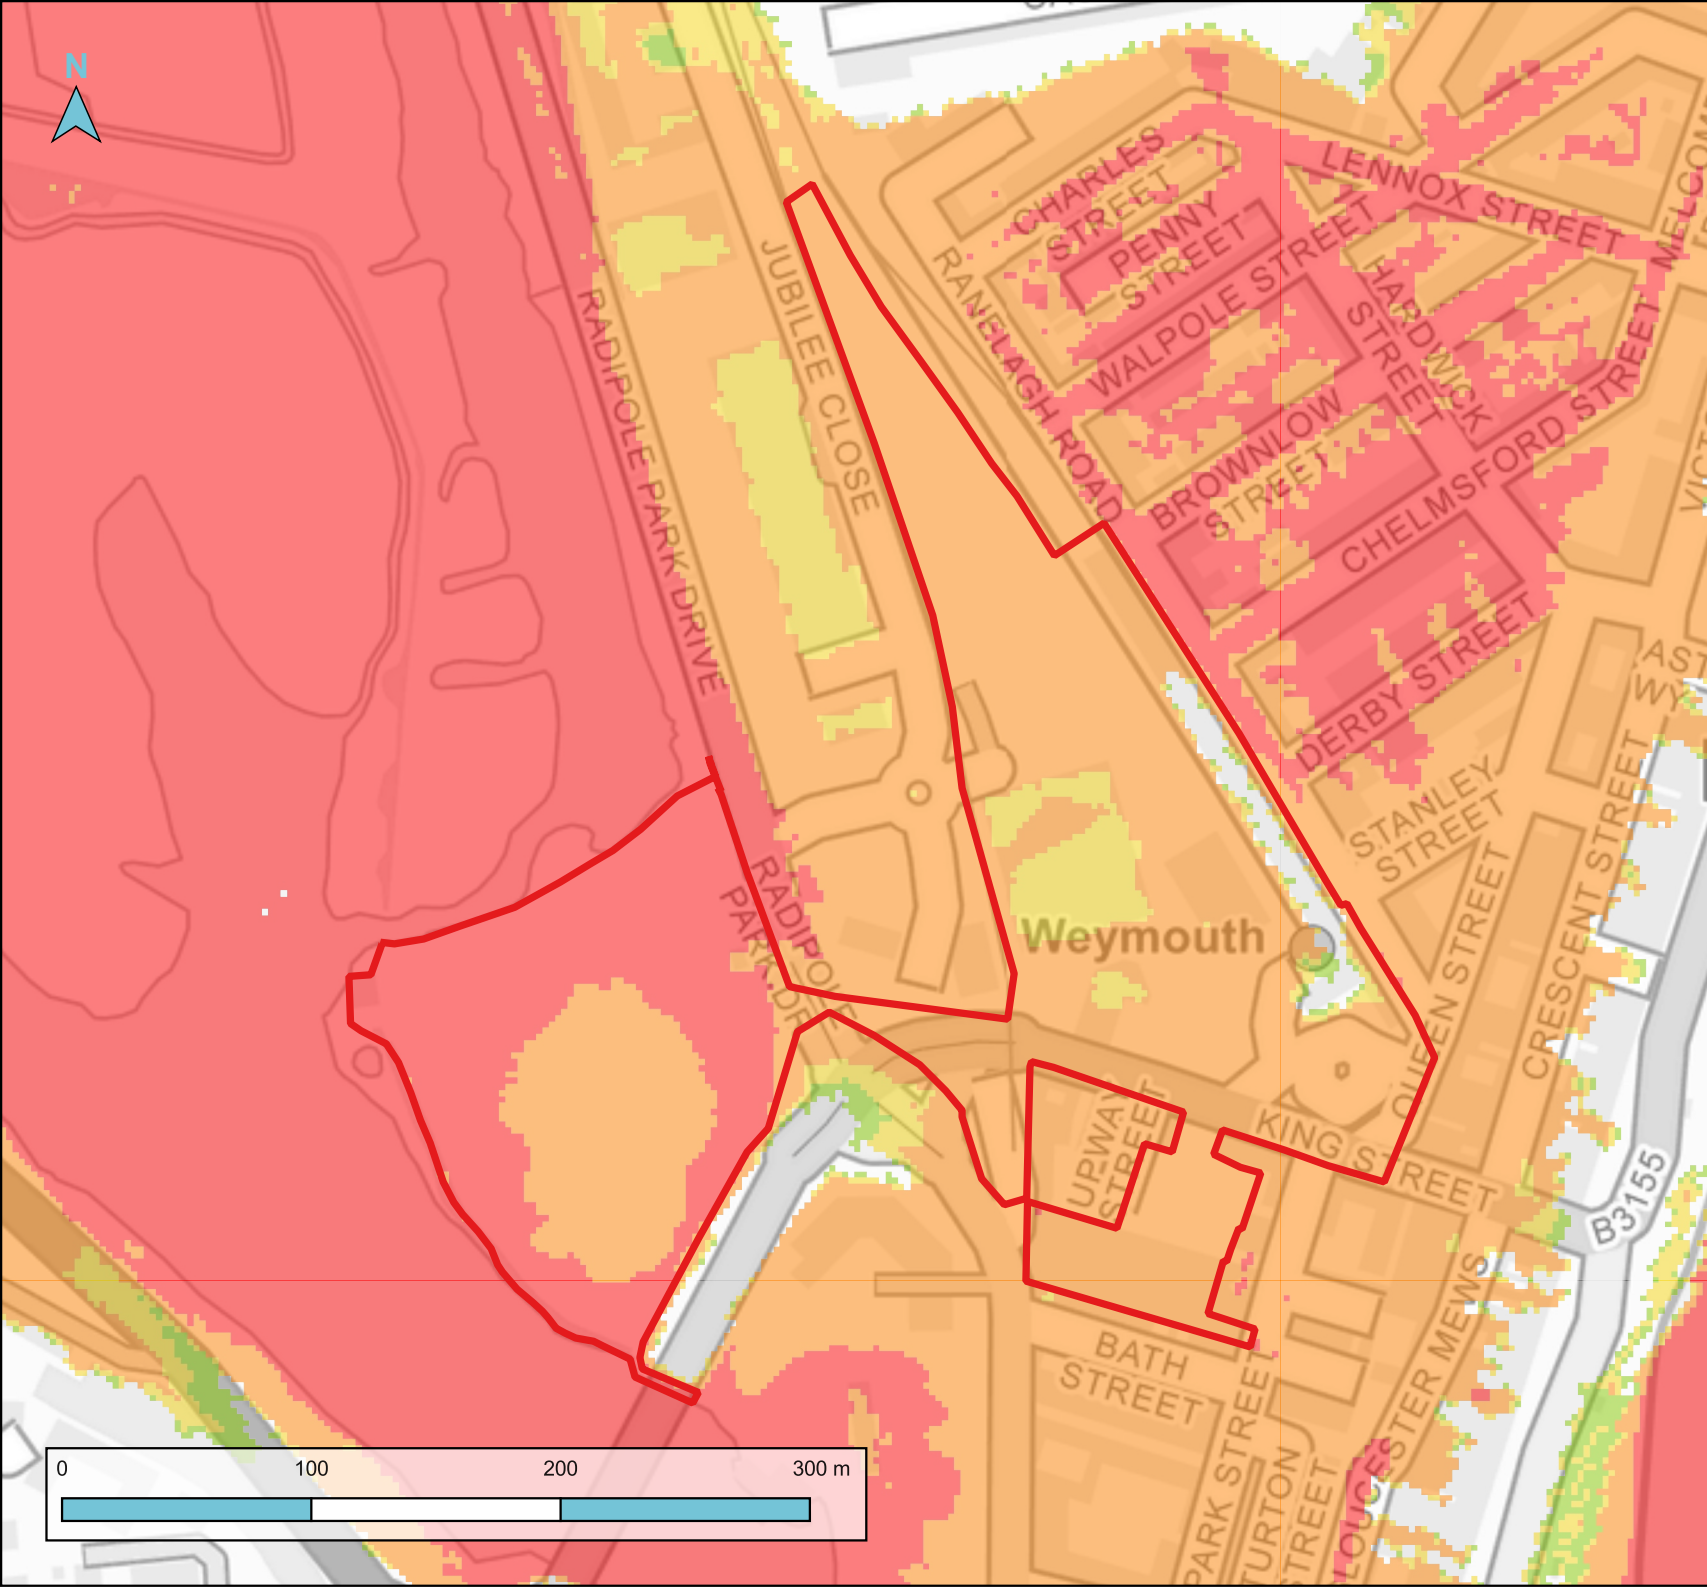 N
CHARLES
STREET
PENNY
STREET
LENNOX STREET
WALPOLE STREET
HARDWICK
STREET
JUBILEE CLOSE
RANELAGH ROAD
RADIPOLE PARK DRIVE
BROWNLOW
STREET
CHELMSFORD STREET
DERBY STREET
STANLEY
STREET
CRESCENT STREET
QUEEN STREET
RADIPOLE
PARK DRIVE
Weymouth
UPWAY
STREET
KING STREET
B3155
BATH
STREET
PARK STREET
TURTON
STREET
GLOUCESTER MEWS
0
100
200
300 m